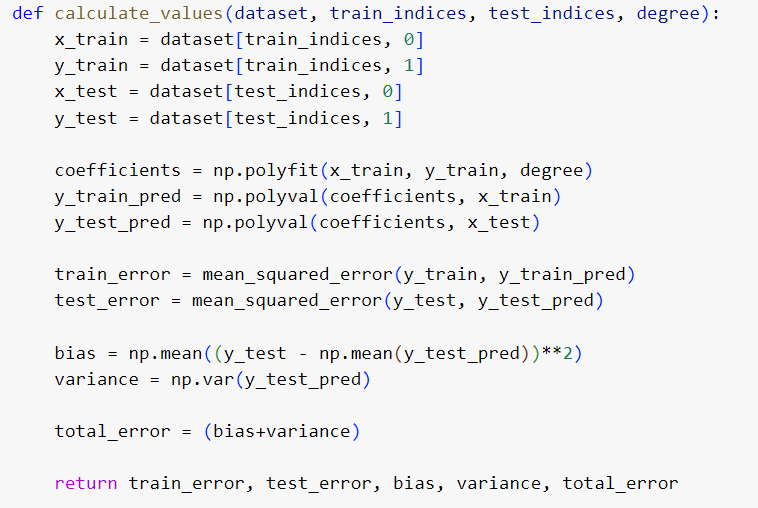 def calculate_values(dataset, train_indices, test_indices, degree):
    x_train = dataset[train_indices, 0]
    y_train = dataset[train_indices, 1]
    x_test = dataset[test_indices, 0]
    y_test = dataset[test_indices, 1]

    coefficients = np.polyfit(x_train, y_train, degree)
    y_train_pred = np.polyval(coefficients, x_train)
    y_test_pred = np.polyval(coefficients, x_test)

    train_error = mean_squared_error(y_train, y_train_pred)
    test_error = mean_squared_error(y_test, y_test_pred)

    bias = np.mean((y_test - np.mean(y_test_pred))**2)
    variance = np.var(y_test_pred)

    total_error = (bias+variance)

    return train_error, test_error, bias, variance, total_error